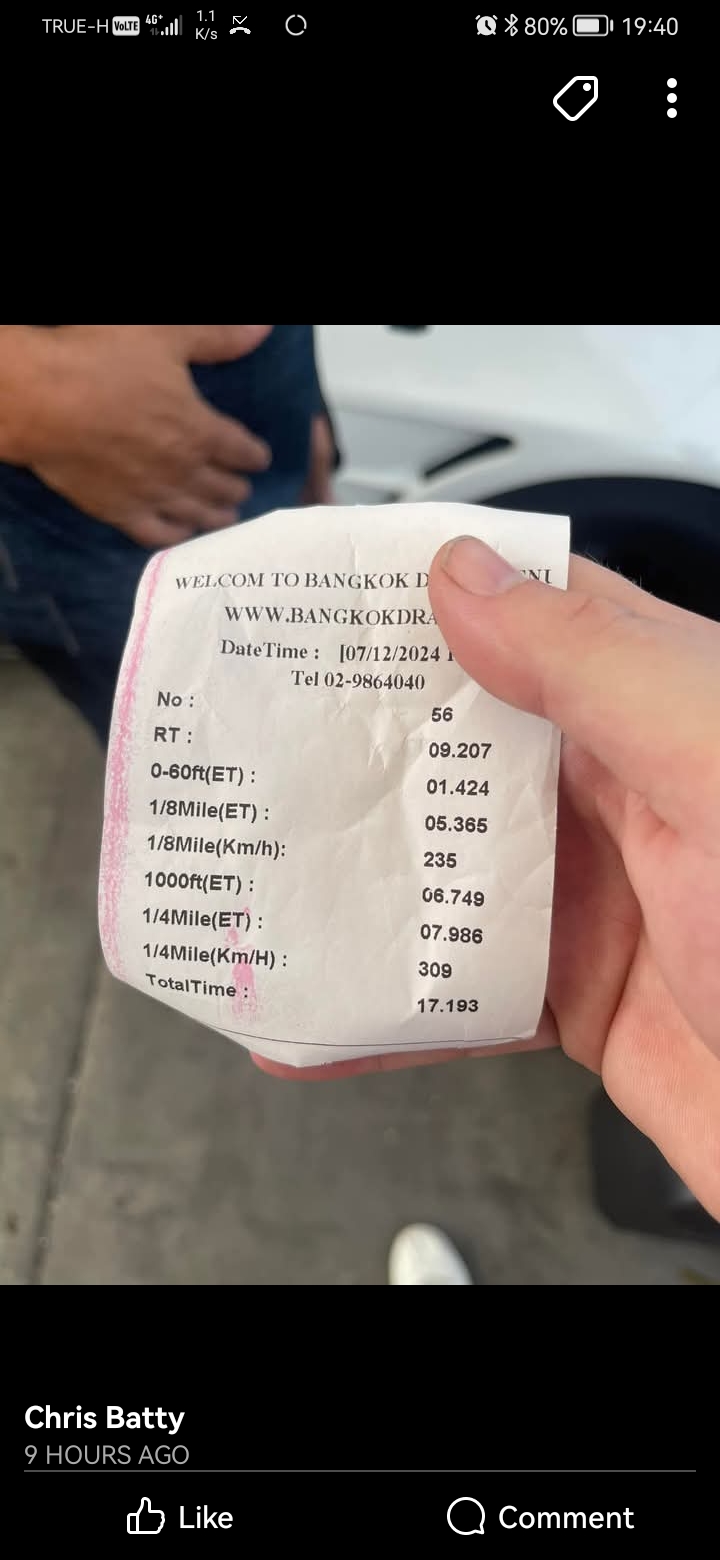 TRUE-H VoLTE 4G+ 1.1 K/s 80% 19:40
WELCOM TO BANGKOK D
WWW.BANGKOKDRA
DateTime : [07/12/2024 1
Tel 02-9864040
No : 56
RT : 09.207
0-60ft(ET) : 01.424
1/8Mile(ET) : 05.365
1/8Mile(Km/h): 235
1000ft(ET) : 06.749
1/4Mile(ET) : 07.986
1/4Mile(Km/H) : 309
TotalTime : 17.193
Chris Batty
9 HOURS AGO
Like Comment